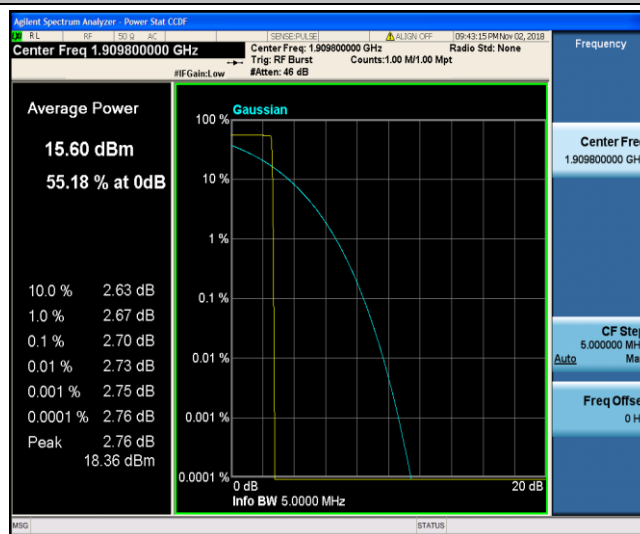 Agilent Spectrum Analyzer - Power Stat CCDF
RL RF 50 Ω AC SENSE:PULSE ALIGN OFF 09:43:15 PM Nov 02, 2018
Center Freq 1.909800000 GHz
Center Freq: 1.909800000 GHz Radio Std: None
Trig: RF Burst Counts:1.00 M/1.00 Mpt
#IFGain:Low #Atten: 46 dB
Frequency
Average Power
15.60 dBm
55.18 % at 0dB
10.0 % 2.63 dB
1.0 % 2.67 dB
0.1 % 2.70 dB
0.01 % 2.73 dB
0.001 % 2.75 dB
0.0001 % 2.76 dB
Peak 2.76 dB
18.36 dBm
Gaussian
100 %
10 %
1 %
0.1 %
0.01 %
0.001 %
0.0001 %
0 dB 20 dB
Info BW 5.0000 MHz
Center Fre
1.909800000 GH
CF Step
5.000000 MH
Auto Ma
Freq Offse
0 H
MSG STATUS